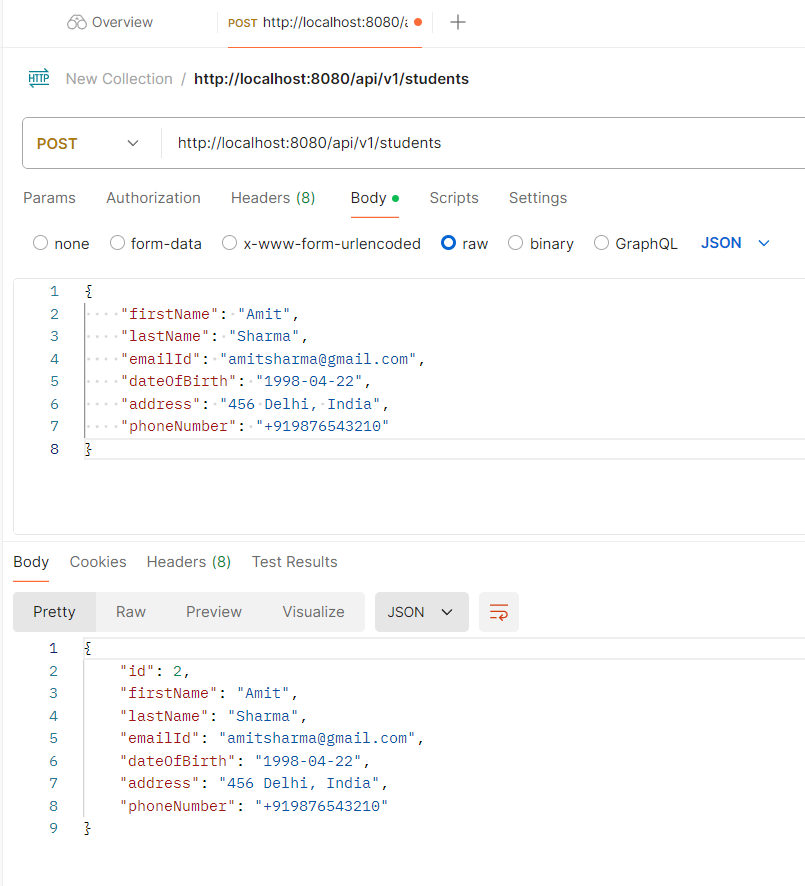 Overview
POST http://localhost:8080/a
HTTP New Collection / http://localhost:8080/api/v1/students
POST http://localhost:8080/api/v1/students
Params Authorization Headers (8) Body Scripts Settings
none form-data x-www-form-urlencoded raw binary GraphQL JSON
1 {
2 "firstName": "Amit",
3 "lastName": "Sharma",
4 "emailId": "amitsharma@gmail.com",
5 "dateOfBirth": "1998-04-22",
6 "address": "456 Delhi, India",
7 "phoneNumber": "+919876543210"
8 }
Body Cookies Headers (8) Test Results
Pretty Raw Preview Visualize JSON
1 {
2 "id": 2,
3 "firstName": "Amit",
4 "lastName": "Sharma",
5 "emailId": "amitsharma@gmail.com",
6 "dateOfBirth": "1998-04-22",
7 "address": "456 Delhi, India",
8 "phoneNumber": "+919876543210"
9 }